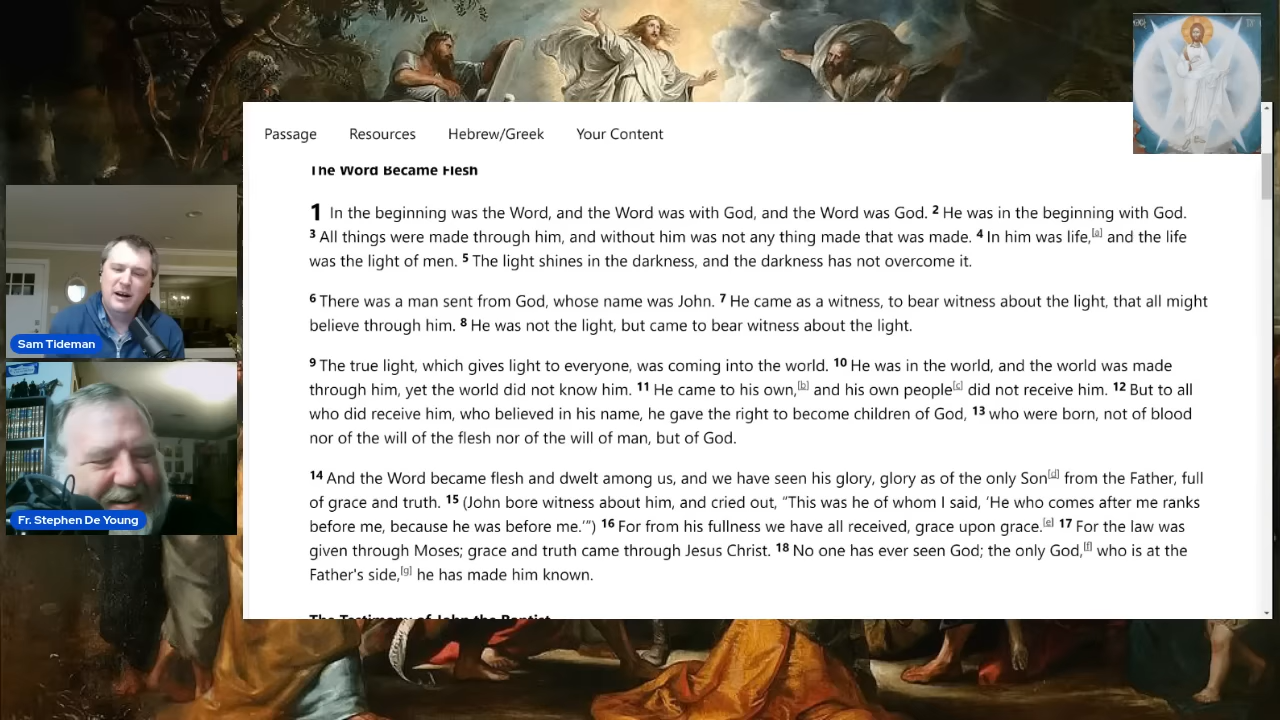 Passage Resources Hebrew/Greek Your Content
The Word Became Flesh
1 In the beginning was the Word, and the Word was with God, and the Word was God. 2 He was in the beginning with God.
3 All things were made through him, and without him was not any thing made that was made. 4 In him was life,[a] and the life
was the light of men. 5 The light shines in the darkness, and the darkness has not overcome it.
6 There was a man sent from God, whose name was John. 7 He came as a witness, to bear witness about the light, that all might
believe through him. 8 He was not the light, but came to bear witness about the light.
9 The true light, which gives light to everyone, was coming into the world. 10 He was in the world, and the world was made
through him, yet the world did not know him. 11 He came to his own,[b] and his own people[c] did not receive him. 12 But to all
who did receive him, who believed in his name, he gave the right to become children of God, 13 who were born, not of blood
nor of the will of the flesh nor of the will of man, but of God.
14 And the Word became flesh and dwelt among us, and we have seen his glory, glory as of the only Son[d] from the Father, full
of grace and truth. 15 (John bore witness about him, and cried out, “This was he of whom I said, ‘He who comes after me ranks
before me, because he was before me.’”) 16 For from his fullness we have all received, grace upon grace.[e] 17 For the law was
given through Moses; grace and truth came through Jesus Christ. 18 No one has ever seen God; the only God,[f] who is at the
Father's side,[g] he has made him known.
The Testimony of John the Baptist
Sam Tideman
Fr. Stephen De Young